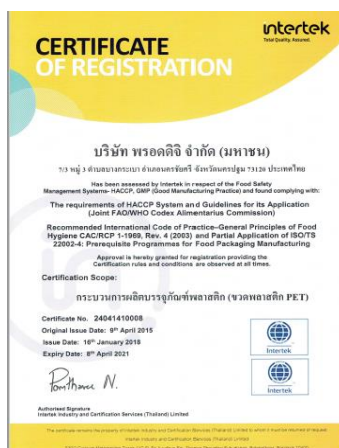 intertek
Total Quality. Assured.
CERTIFICATE
OF REGISTRATION
บริษัท พรอดดิจิ จำกัด (มหาชน)
7/3 หมู่ 3 ตำบลบางกระเบา อำเภอนครชัยศรี จังหวัดนครปฐม 73120 ประเทศไทย
Has been assessed by Intertek in respect of the Food Safety
Management Systems- HACCP, GMP (Good Manufacturing Practice) and found complying with:
The requirements of HACCP System and Guidelines for its Application
(Joint FAO/WHO Codex Alimentarius Commission)
Recommended International Code of Practice–General Principles of Food
Hygiene CAC/RCP 1-1969, Rev. 4 (2003) and Partial Application of ISO/TS
22002-4: Prerequisite Programmes for Food Packaging Manufacturing
Approval is hereby granted for registration providing the
Certification rules and conditions are observed at all times.
Certification Scope:
กระบวนการผลิตบรรจุภัณฑ์พลาสติก (ขวดพลาสติก PET)
Certificate No. 24041410008
Original Issue Date: 9th April 2015
Issue Date: 16th January 2018
Expiry Date: 8th April 2021
Intertek
Intertek
Authorised Signature
Intertek Industry and Certification Services (Thailand) Limited